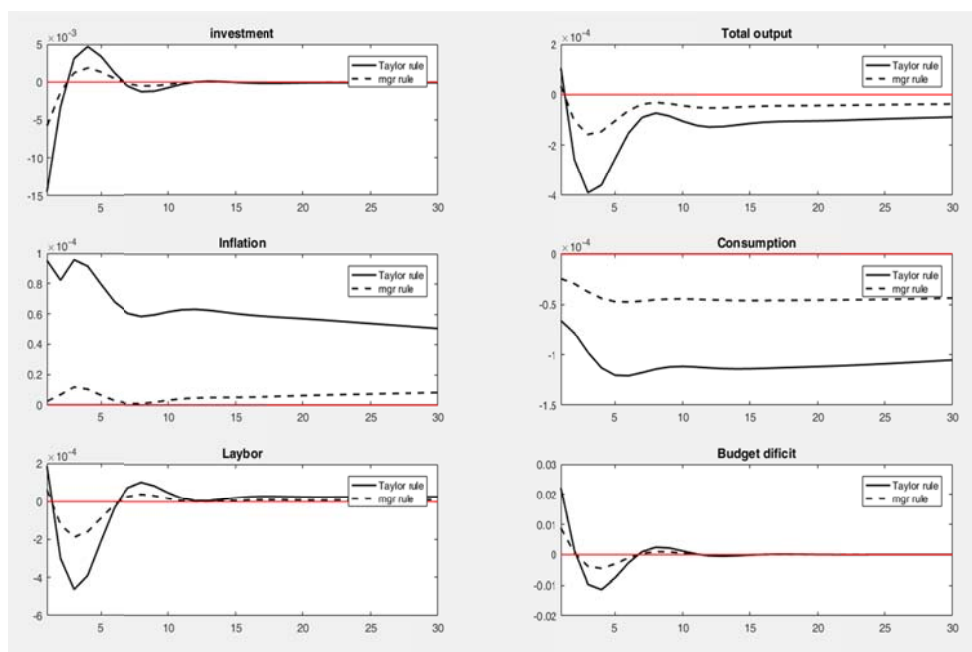 investment
×10⁻³
5
0
-5
-10
-15
5 10 15 20 25 30
Taylor rule
mgr rule
Total output
×10⁻⁴
2
0
-2
-4
5 10 15 20 25 30
Taylor rule
mgr rule
Inflation
×10⁻⁴
1
0.8
0.6
0.4
0.2
0
5 10 15 20 25 30
Taylor rule
mgr rule
Consumption
×10⁻⁴
0
-0.5
-1
-1.5
5 10 15 20 25 30
Taylor rule
mgr rule
Laybor
×10⁻⁴
2
0
-2
-4
-6
5 10 15 20 25 30
Taylor rule
mgr rule
Budget dificit
0.03
0.02
0.01
0
-0.01
-0.02
5 10 15 20 25 30
Taylor rule
mgr rule